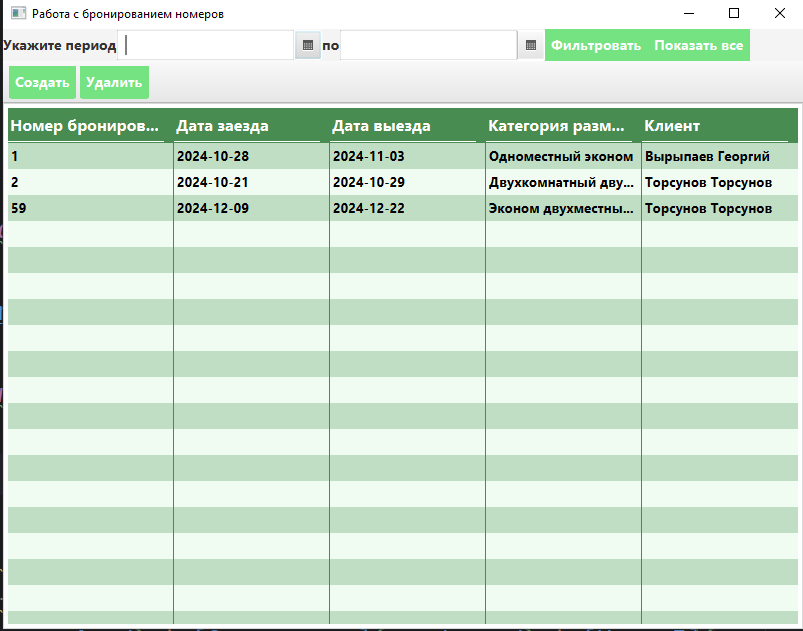 Работа с бронированием номеров
Укажите период по Фильтровать Показать все
Создать Удалить
Номер брониров... Дата заезда Дата выезда Категория разм... Клиент
1 2024-10-28 2024-11-03 Одноместный эконом Вырыпаев Георгий
2 2024-10-21 2024-10-29 Двухкомнатный дву... Торсунов Торсунов
59 2024-12-09 2024-12-22 Эконом двухместны... Торсунов Торсунов